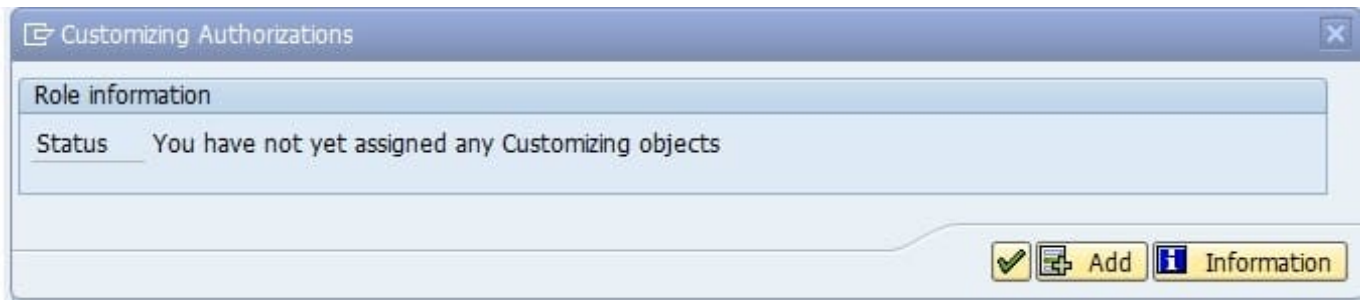 Customizing Authorizations
Role information
Status You have not yet assigned any Customizing objects
Add Information